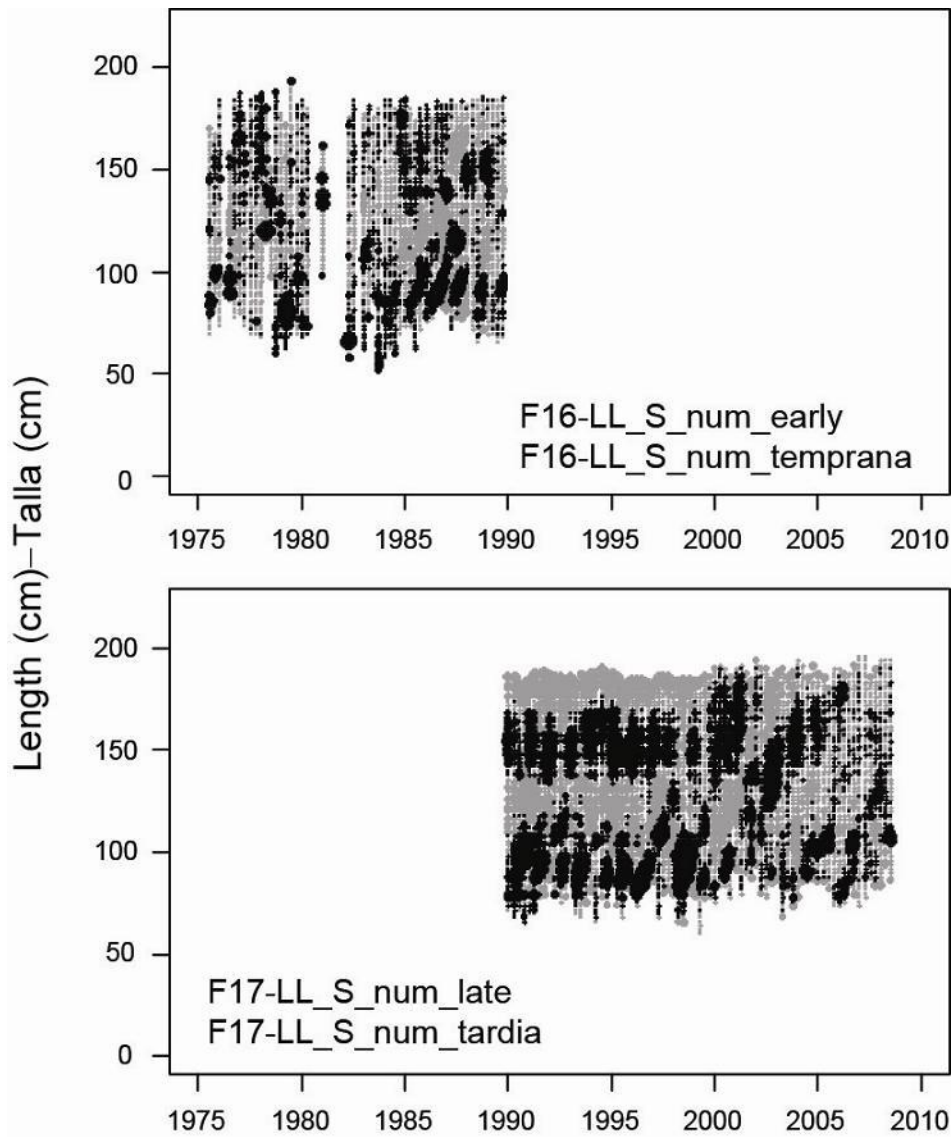 Length (cm)–Talla (cm)
200
150
100
50
0
F16-LL_S_num_early
F16-LL_S_num_temprana
1975 1980 1985 1990 1995 2000 2005 2010
200
150
100
50
0
F17-LL_S_num_late
F17-LL_S_num_tardia
1975 1980 1985 1990 1995 2000 2005 2010